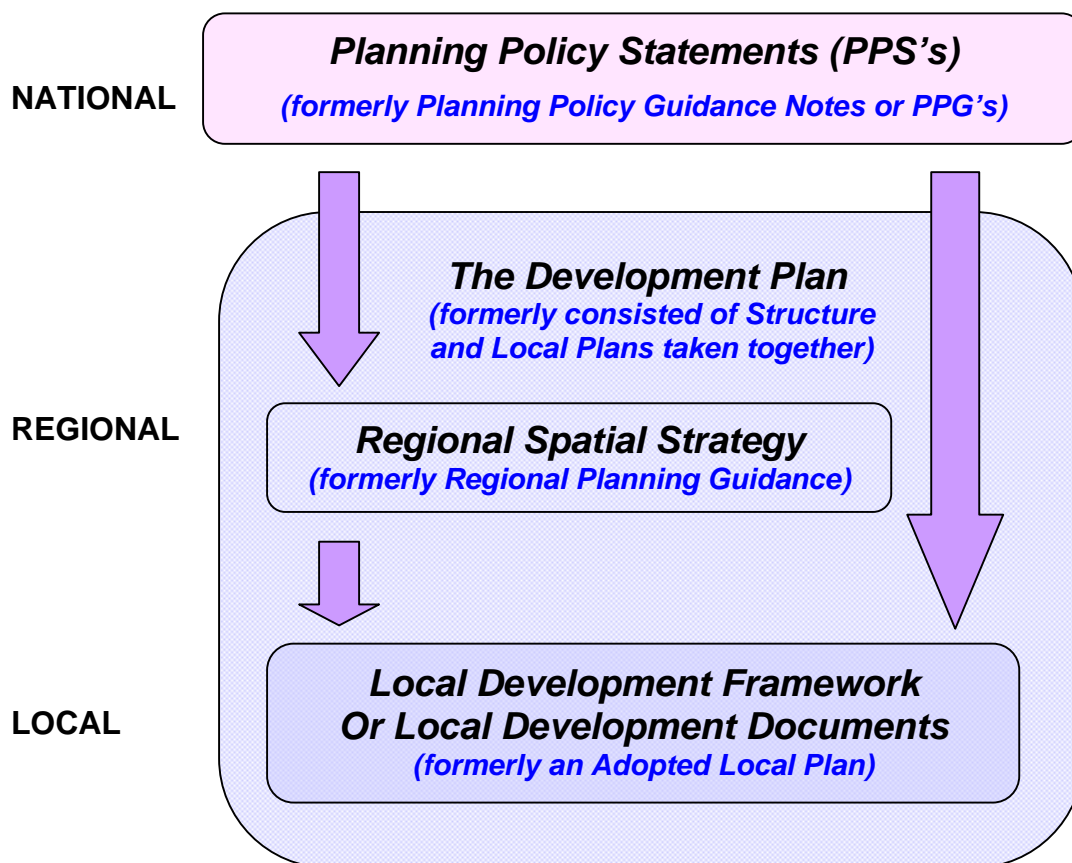 Planning Policy Statements (PPS's)
NATIONAL
(formerly Planning Policy Guidance Notes or PPG's)
The Development Plan
(formerly consisted of Structure
and Local Plans taken together)
REGIONAL
Regional Spatial Strategy
(formerly Regional Planning Guidance)
Local Development Framework
Or Local Development Documents
LOCAL
(formerly an Adopted Local Plan)